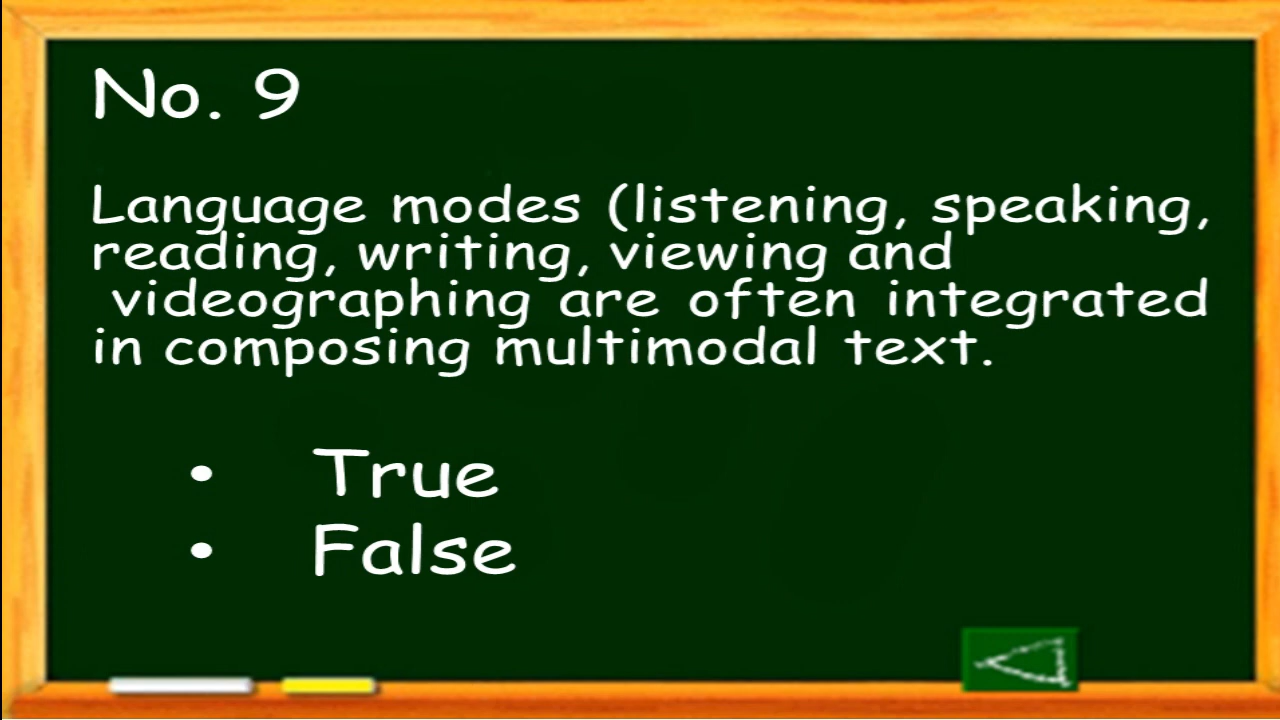 No. 9
Language modes (listening, speaking,
reading, writing, viewing and
videographing are often integrated
in composing multimodal text.
• True
• False